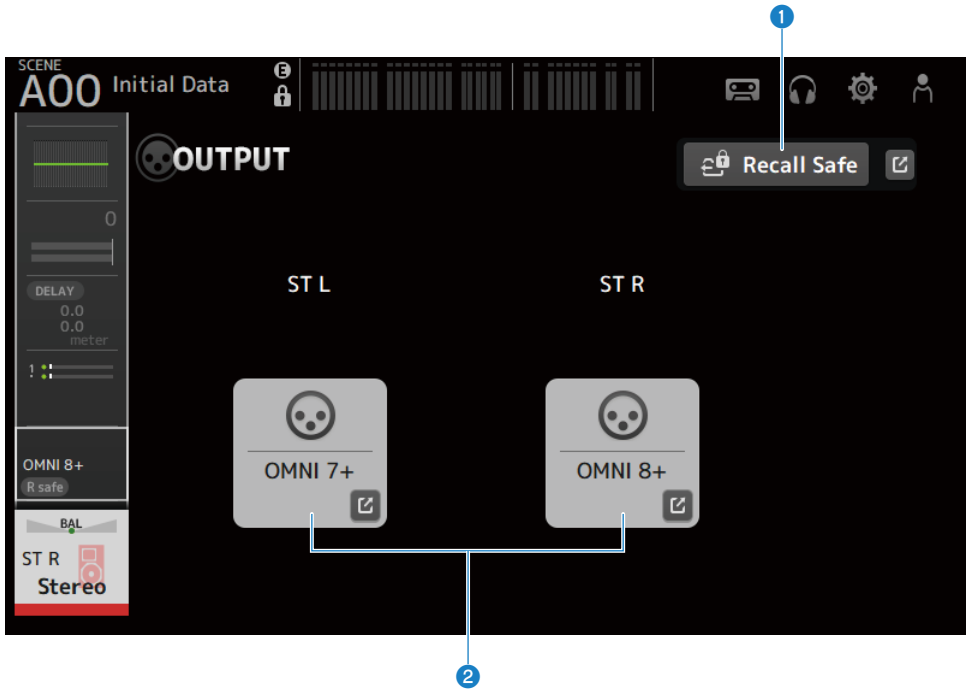 1
SCENE
A00 Initial Data
E
OUTPUT
Recall Safe
0
DELAY
0.0
0.0
meter
!
ST L
ST R
OMNI 7+
OMNI 8+
OMNI 8+
R safe
BAL
ST R
Stereo
2